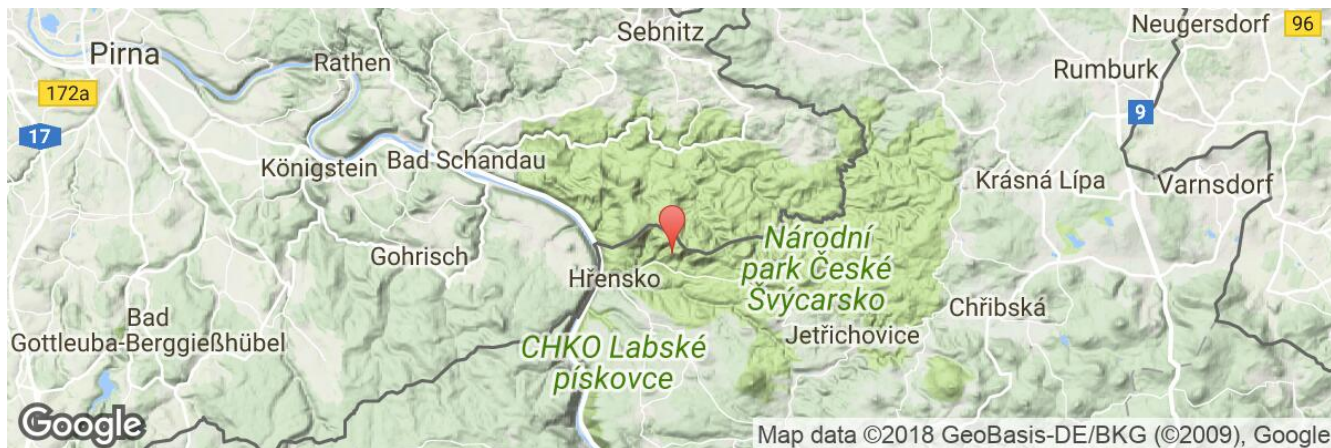 Neugersdorf
96
Sebnitz
Pirna
Rathen
Rumburk
172a
9
17
Königstein
Bad Schandau
Krásná Lípa
Varnsdorf
Národní
park České
Švýcarsko
Gohrisch
Hřensko
Chřibská
Bad
Gottleuba-Berggießhübel
Jetřichovice
CHKO Labské
pískovce
Google
Map data ©2018 GeoBasis-DE/BKG (©2009), Google